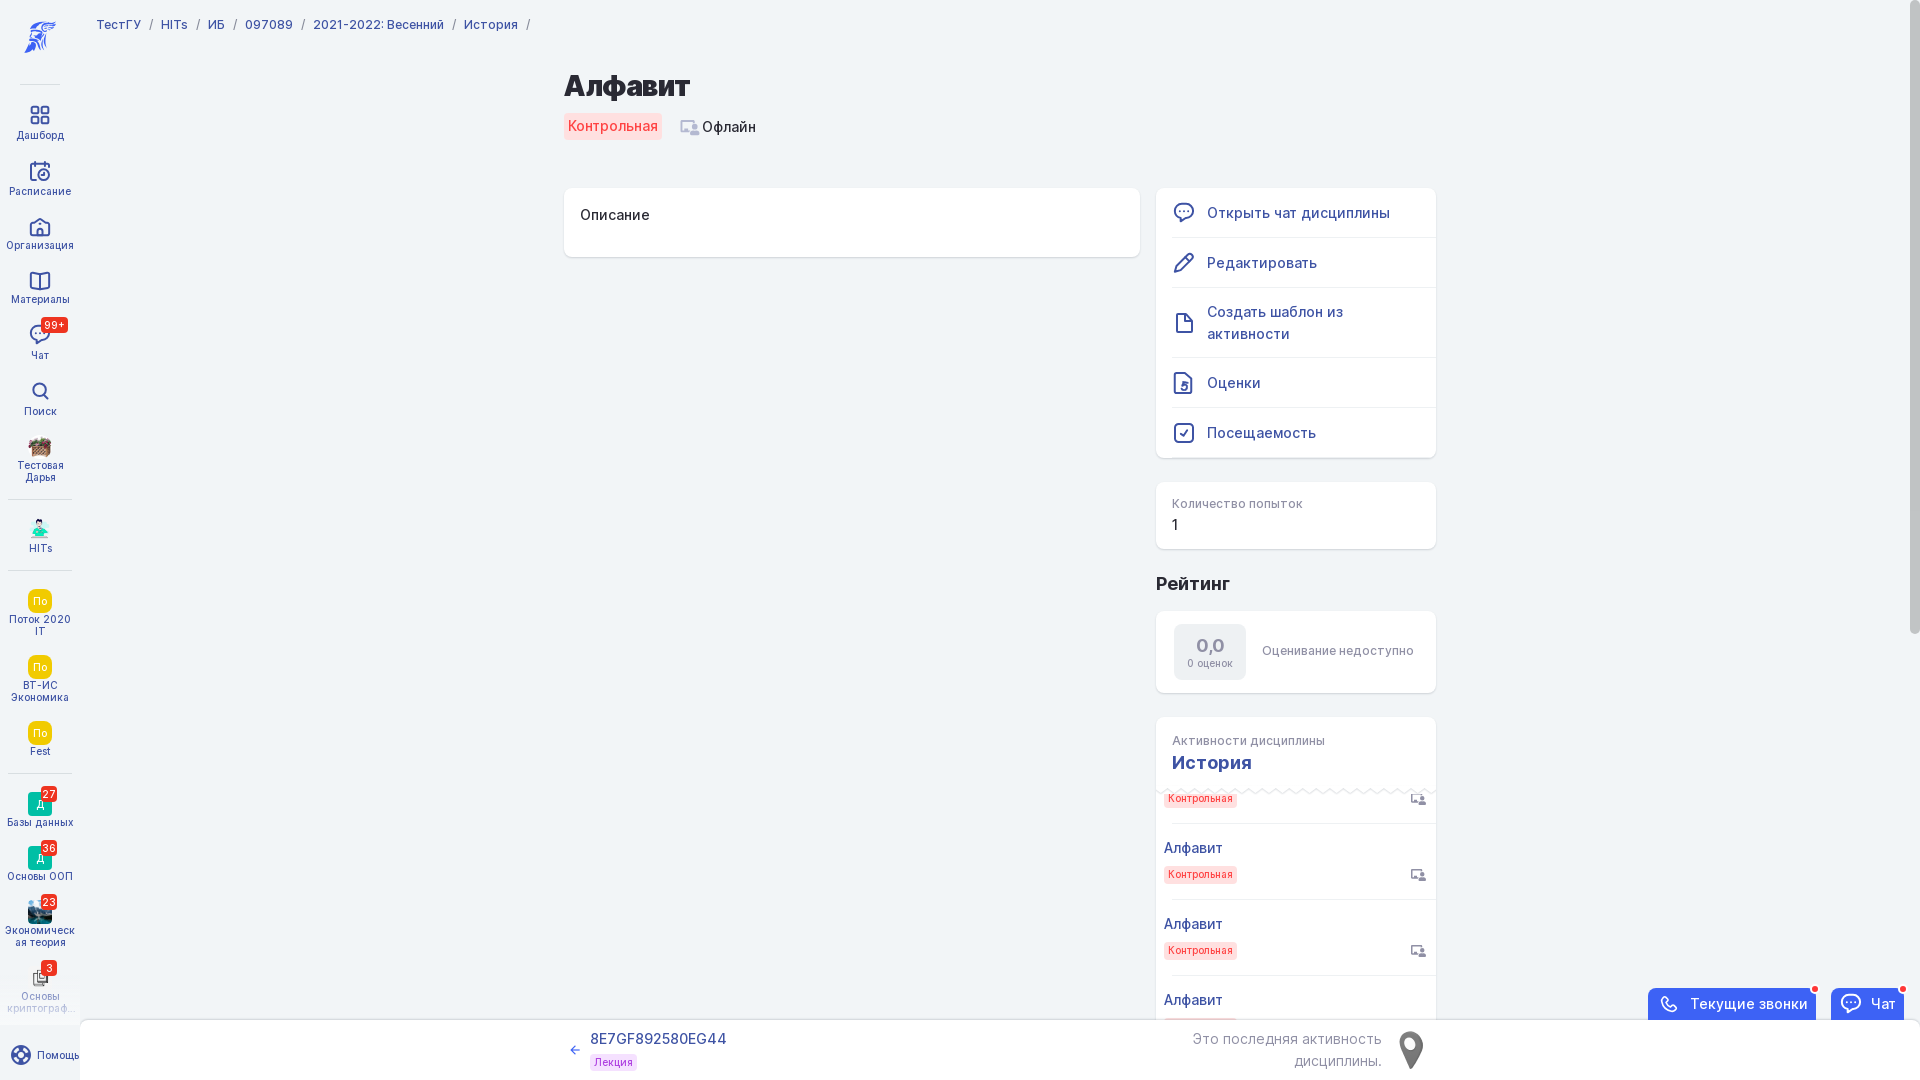 ТестГУ / HITs / ИБ / 097089 / 2021-2022: Весенний / История /
Дашборд
Расписание
Организация
Материалы
99+
Чат
Поиск
Тестовая
Дарья
HITs
По
Поток 2020
IT
По
ВТ-ИС
Экономика
По
Fest
27
Д
Базы данных
36
Д
Основы ООП
23
Экономическ
ая теория
3
Основы
криптограф...
Помощь
Алфавит
Контрольная
Офлайн
Описание
Открыть чат дисциплины
Редактировать
Создать шаблон из
активности
Оценки
Посещаемость
Количество попыток
1
Рейтинг
0,0
0 оценок
Оценивание недоступно
Активности дисциплины
История
Контрольная
Алфавит
Контрольная
Алфавит
Контрольная
Алфавит
Текущие звонки
Чат
8E7GF892580EG44
Лекция
Это последняя активность
дисциплины.